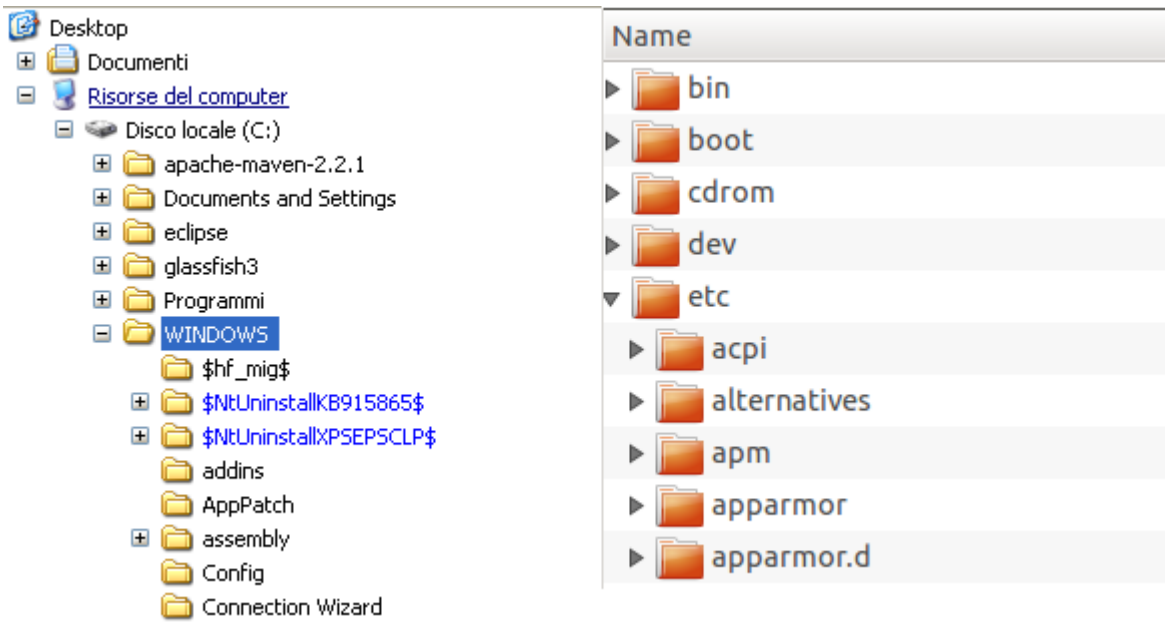 Desktop
Documenti
Risorse del computer
Disco locale (C:)
apache-maven-2.2.1
Documents and Settings
eclipse
glassfish3
Programmi
WINDOWS
$hf_mig$
$NtUninstallKB915865$
$NtUninstallXPSEPSCLP$
addins
AppPatch
assembly
Config
Connection Wizard
Name
bin
boot
cdrom
dev
etc
acpi
alternatives
apm
apparmor
apparmor.d